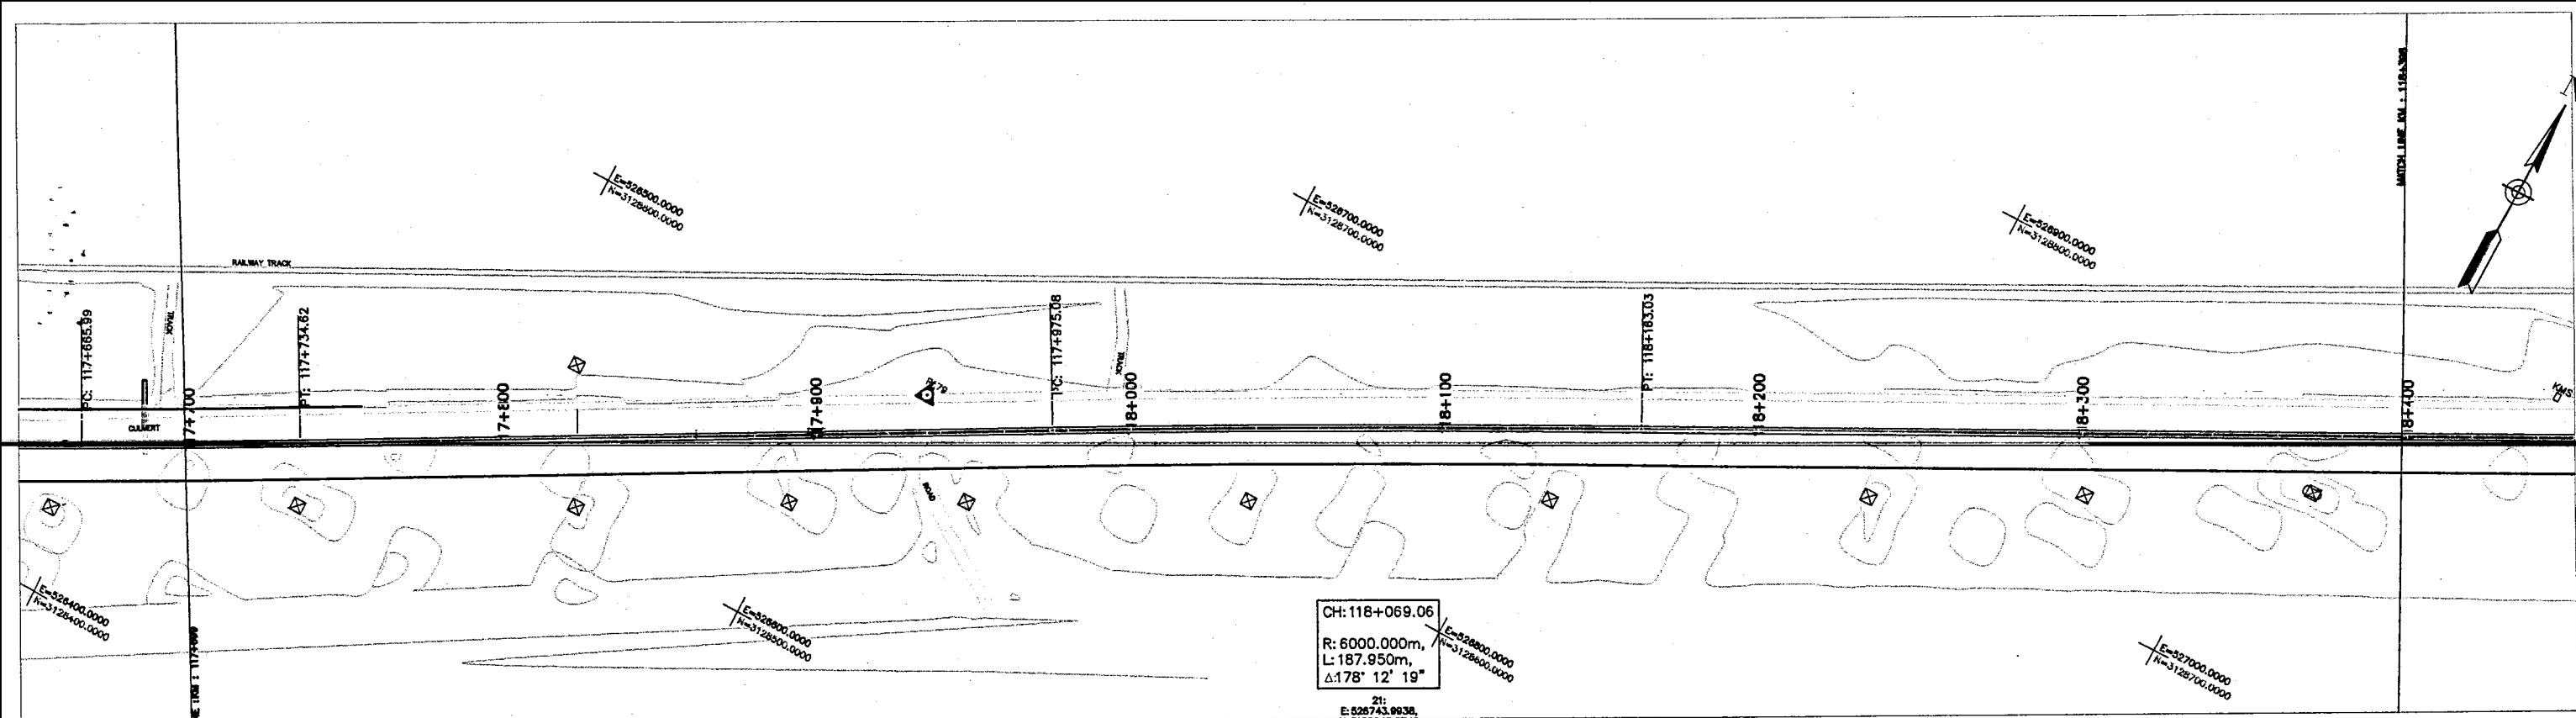 MATCH LINE KM : 118+398
E=526500.0000
N=3128600.0000
E=526700.0000
N=3128700.0000
E=526900.0000
N=3128800.0000
RAILWAY TRACK
PC: 117+665.99
TRACK
PT: 117+734.62
PC: 117+975.08
TRACK
PT: 118+163.03
CULVERT
17+700
17+800
17+900
18+000
18+100
18+200
18+300
18+400
KMS
ROAD
E=526400.0000
N=3128400.0000
E=526600.0000
N=3128500.0000
E=526800.0000
N=3128600.0000
E=527000.0000
N=3128700.0000
CH:118+069.06
R: 6000.000m,
L: 187.950m,
Δ:178° 12' 19"
21:
E: 526743.9938,